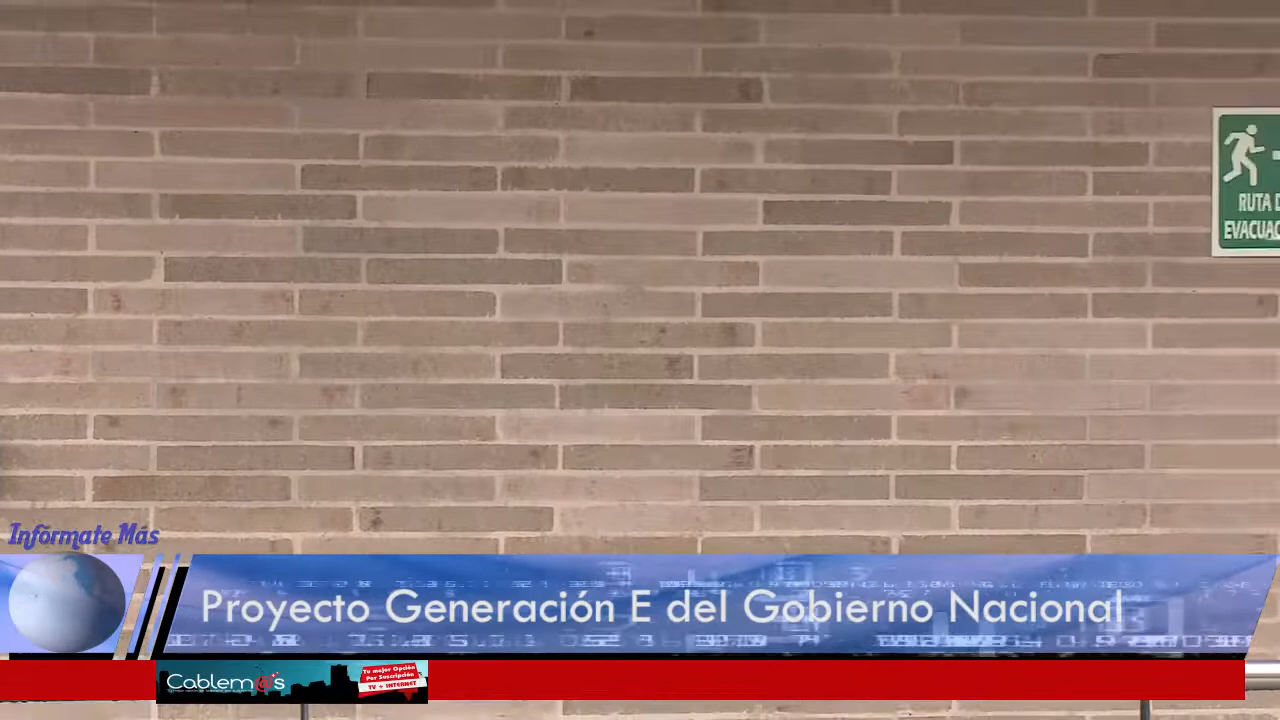 RUTA D
EVACUAC
Infórmate Más
Proyecto Generación E del Gobierno Nacional
Cablem@s
Tu mejor Opción
Por Suscripción
TV + INTERNET